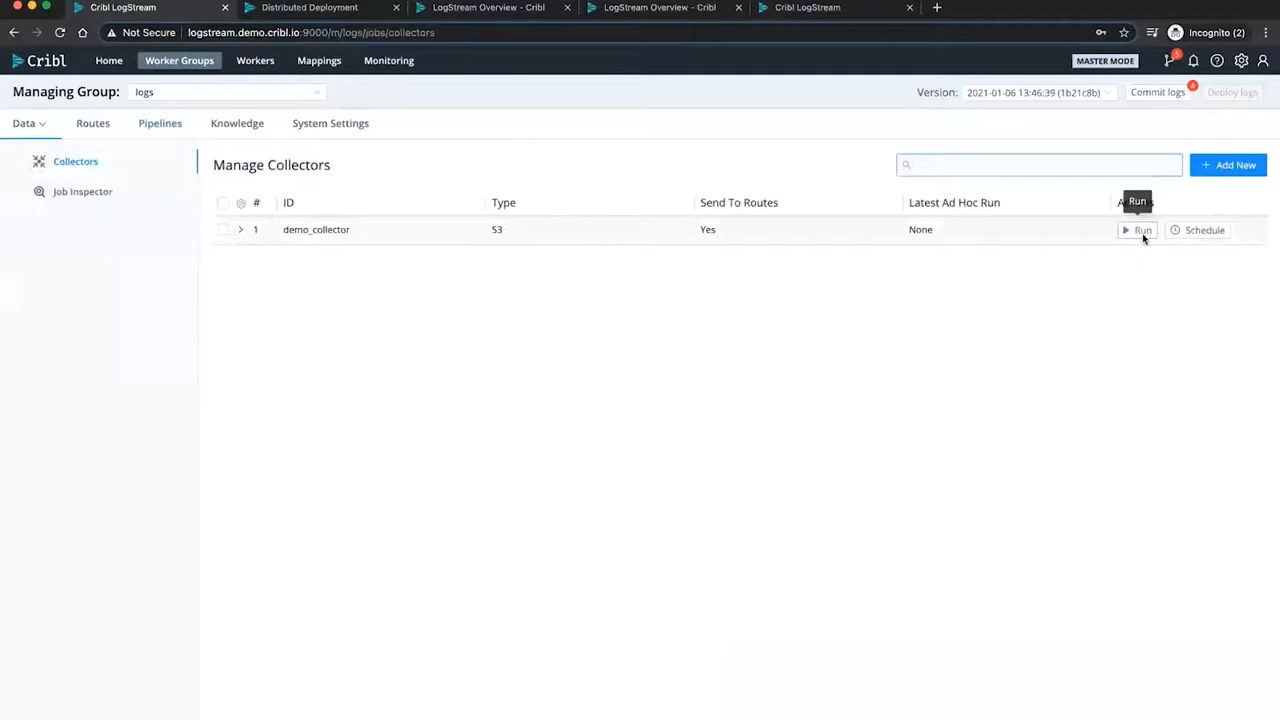 Cribl LogStream
Distributed Deployment
LogStream Overview - Cribl
LogStream Overview - Cribl
Cribl LogStream
Not Secure
logstream.demo.cribl.io:9000/m/logs/jobs/collectors
Incognito (2)
Cribl
Home
Worker Groups
Workers
Mappings
Monitoring
MASTER MODE
5
Managing Group:
logs
Version:
2021-01-06 13:46:39 (1b21c8b)
Commit logs
4
Deploy logs
Data
Routes
Pipelines
Knowledge
System Settings
Collectors
Job Inspector
Manage Collectors
+ Add New
#
ID
Type
Send To Routes
Latest Ad Hoc Run
Run
1
demo_collector
S3
Yes
None
Run
Schedule